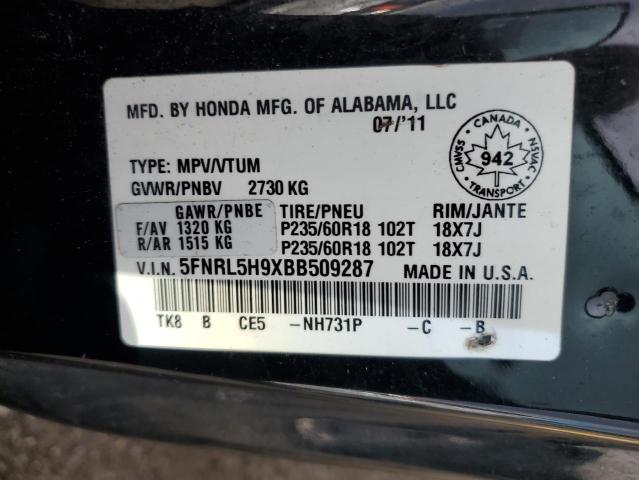 MFD. BY HONDA MFG. OF ALABAMA, LLC
07/'11
CANADA
CMVSS 942 NSVAC
TRANSPORT
TYPE: MPV/VTUM
GVWR/PNBV 2730 KG
GAWR/PNBE TIRE/PNEU RIM/JANTE
F/AV 1320 KG P235/60R18 102T 18X7J
R/AR 1515 KG P235/60R18 102T 18X7J
V.I.N. 5FNRL5H9XBB509287 MADE IN U.S.A.
TK8 B CE5 -NH731P -C -B